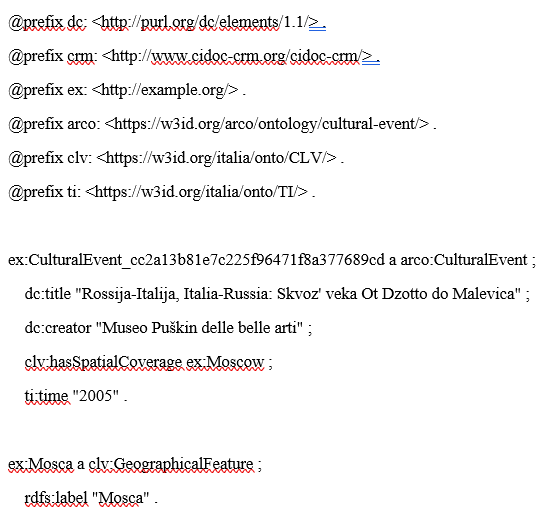 @prefix dc: <http://purl.org/dc/elements/1.1/> .
@prefix crm: <http://www.cidoc-crm.org/cidoc-crm/> .
@prefix ex: <http://example.org/> .
@prefix arco: <https://w3id.org/arco/ontology/cultural-event/> .
@prefix clv: <https://w3id.org/italia/onto/CLV/> .
@prefix ti: <https://w3id.org/italia/onto/TI/> .
ex:CulturalEvent_cc2a13b81e7c225f96471f8a377689cd a arco:CulturalEvent ;
dc:title "Rossija-Italija, Italia-Russia: Skvoz' veka Ot Dzotto do Malevica" ;
dc:creator "Museo Puškin delle belle arti" ;
clv:hasSpatialCoverage ex:Moscow ;
ti:time "2005" .
ex:Mosca a clv:GeographicalFeature ;
rdfs:label "Mosca" .